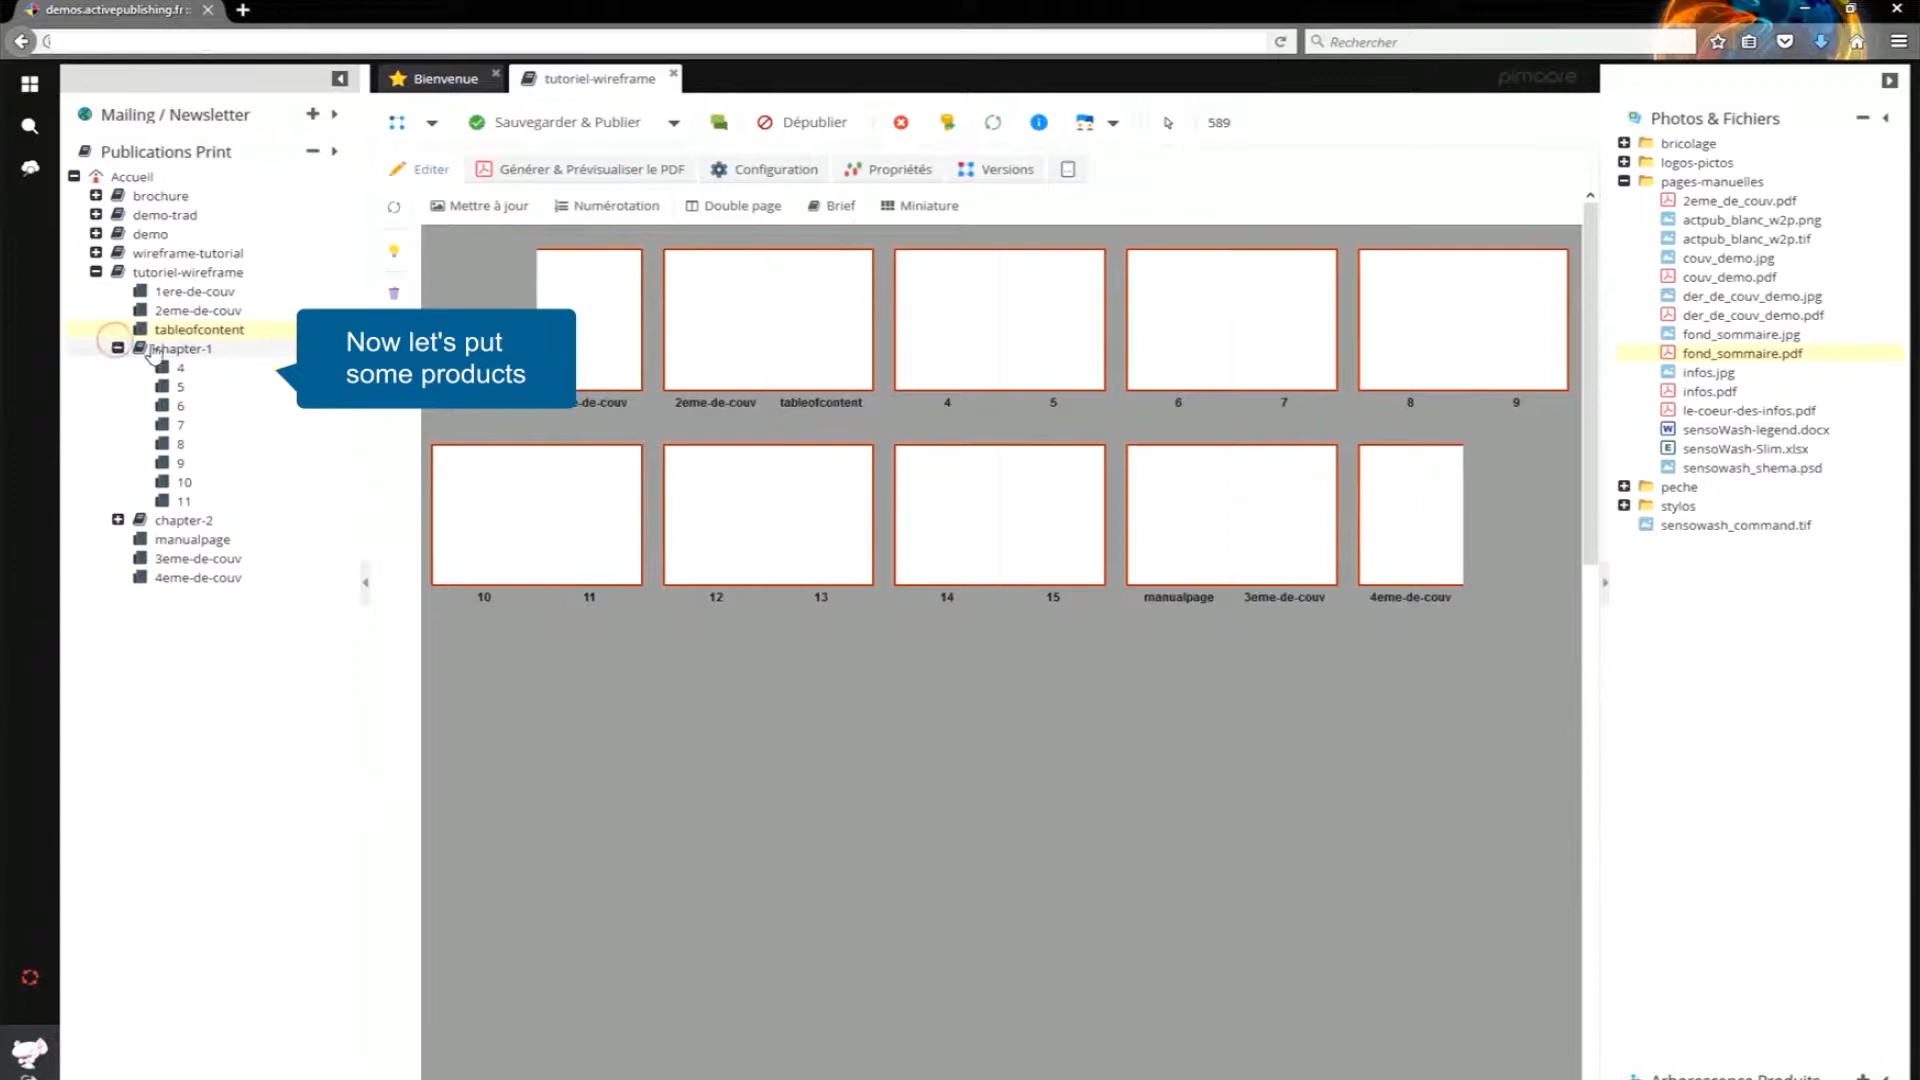 demos.activepublishing.fr ::
Rechercher
Mailing / Newsletter
Publications Print
Accueil
brochure
demo-trad
demo
wireframe-tutorial
tutoriel-wireframe
1ere-de-couv
2eme-de-couv
tableofcontent
chapter-1
4
5
6
7
8
9
10
11
chapter-2
manualpage
3eme-de-couv
4eme-de-couv
Bienvenue
tutoriel-wireframe
pimcore
Sauvegarder & Publier
Dépublier
589
Editer
Générer & Prévisualiser le PDF
Configuration
Propriétés
Versions
Mettre à jour
Numérotation
Double page
Brief
Miniature
Now let's put
some products
e-de-couv
2eme-de-couv
tableofcontent
4
5
6
7
8
9
10
11
12
13
14
15
manualpage
3eme-de-couv
4eme-de-couv
Photos & Fichiers
bricolage
logos-pictos
pages-manuelles
2eme_de_couv.pdf
actpub_blanc_w2p.png
actpub_blanc_w2p.tif
couv_demo.jpg
couv_demo.pdf
der_de_couv_demo.jpg
der_de_couv_demo.pdf
fond_sommaire.jpg
fond_sommaire.pdf
infos.jpg
infos.pdf
le-coeur-des-infos.pdf
sensoWash-legend.docx
sensoWash-Slim.xlsx
sensowash_shema.psd
peche
stylos
sensowash_command.tif
Arborescence Produits